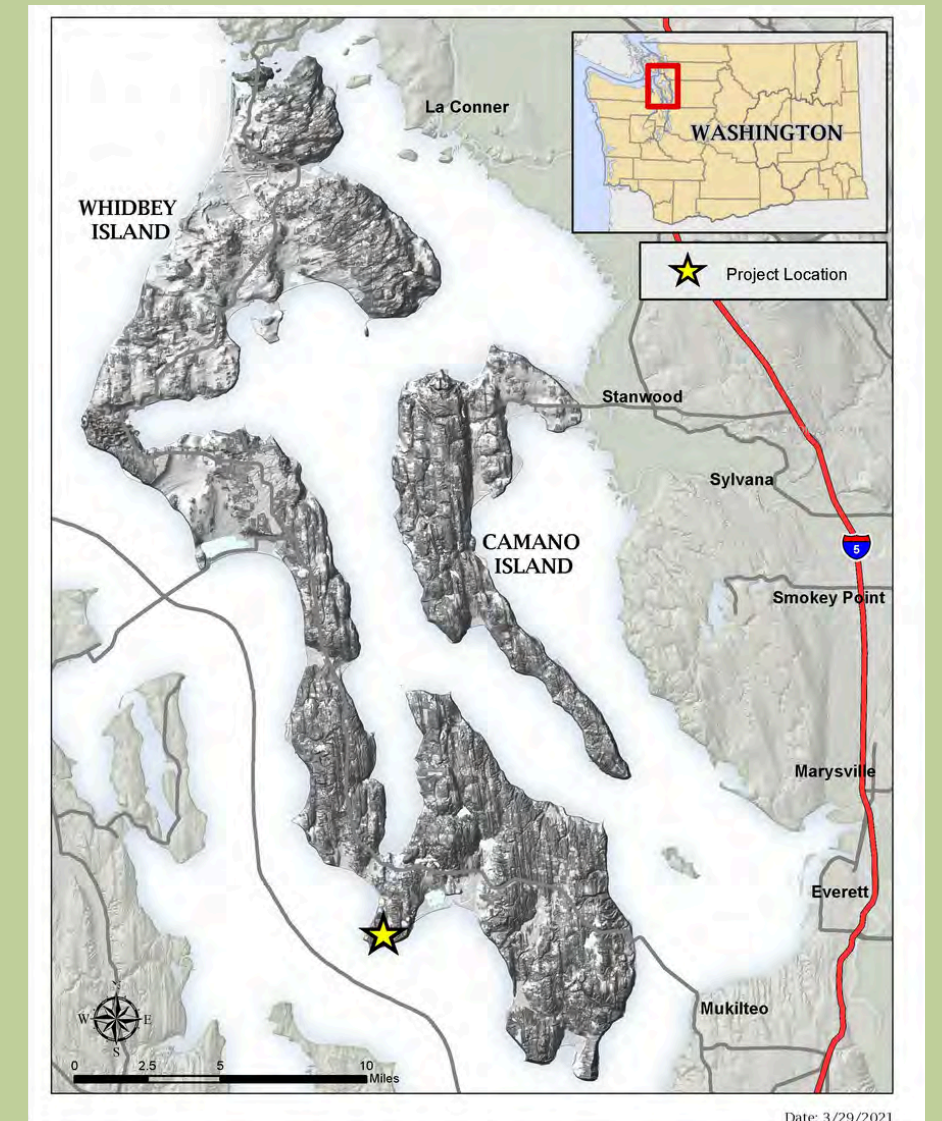 La Conner
WASHINGTON
WHIDBEY
ISLAND
Project Location
Stanwood
Sylvana
CAMANO
ISLAND
5
Smokey Point
Marysville
Everett
Mukilteo
N
W E
S
0 2.5 5 10
Miles
Date: 3/29/2021